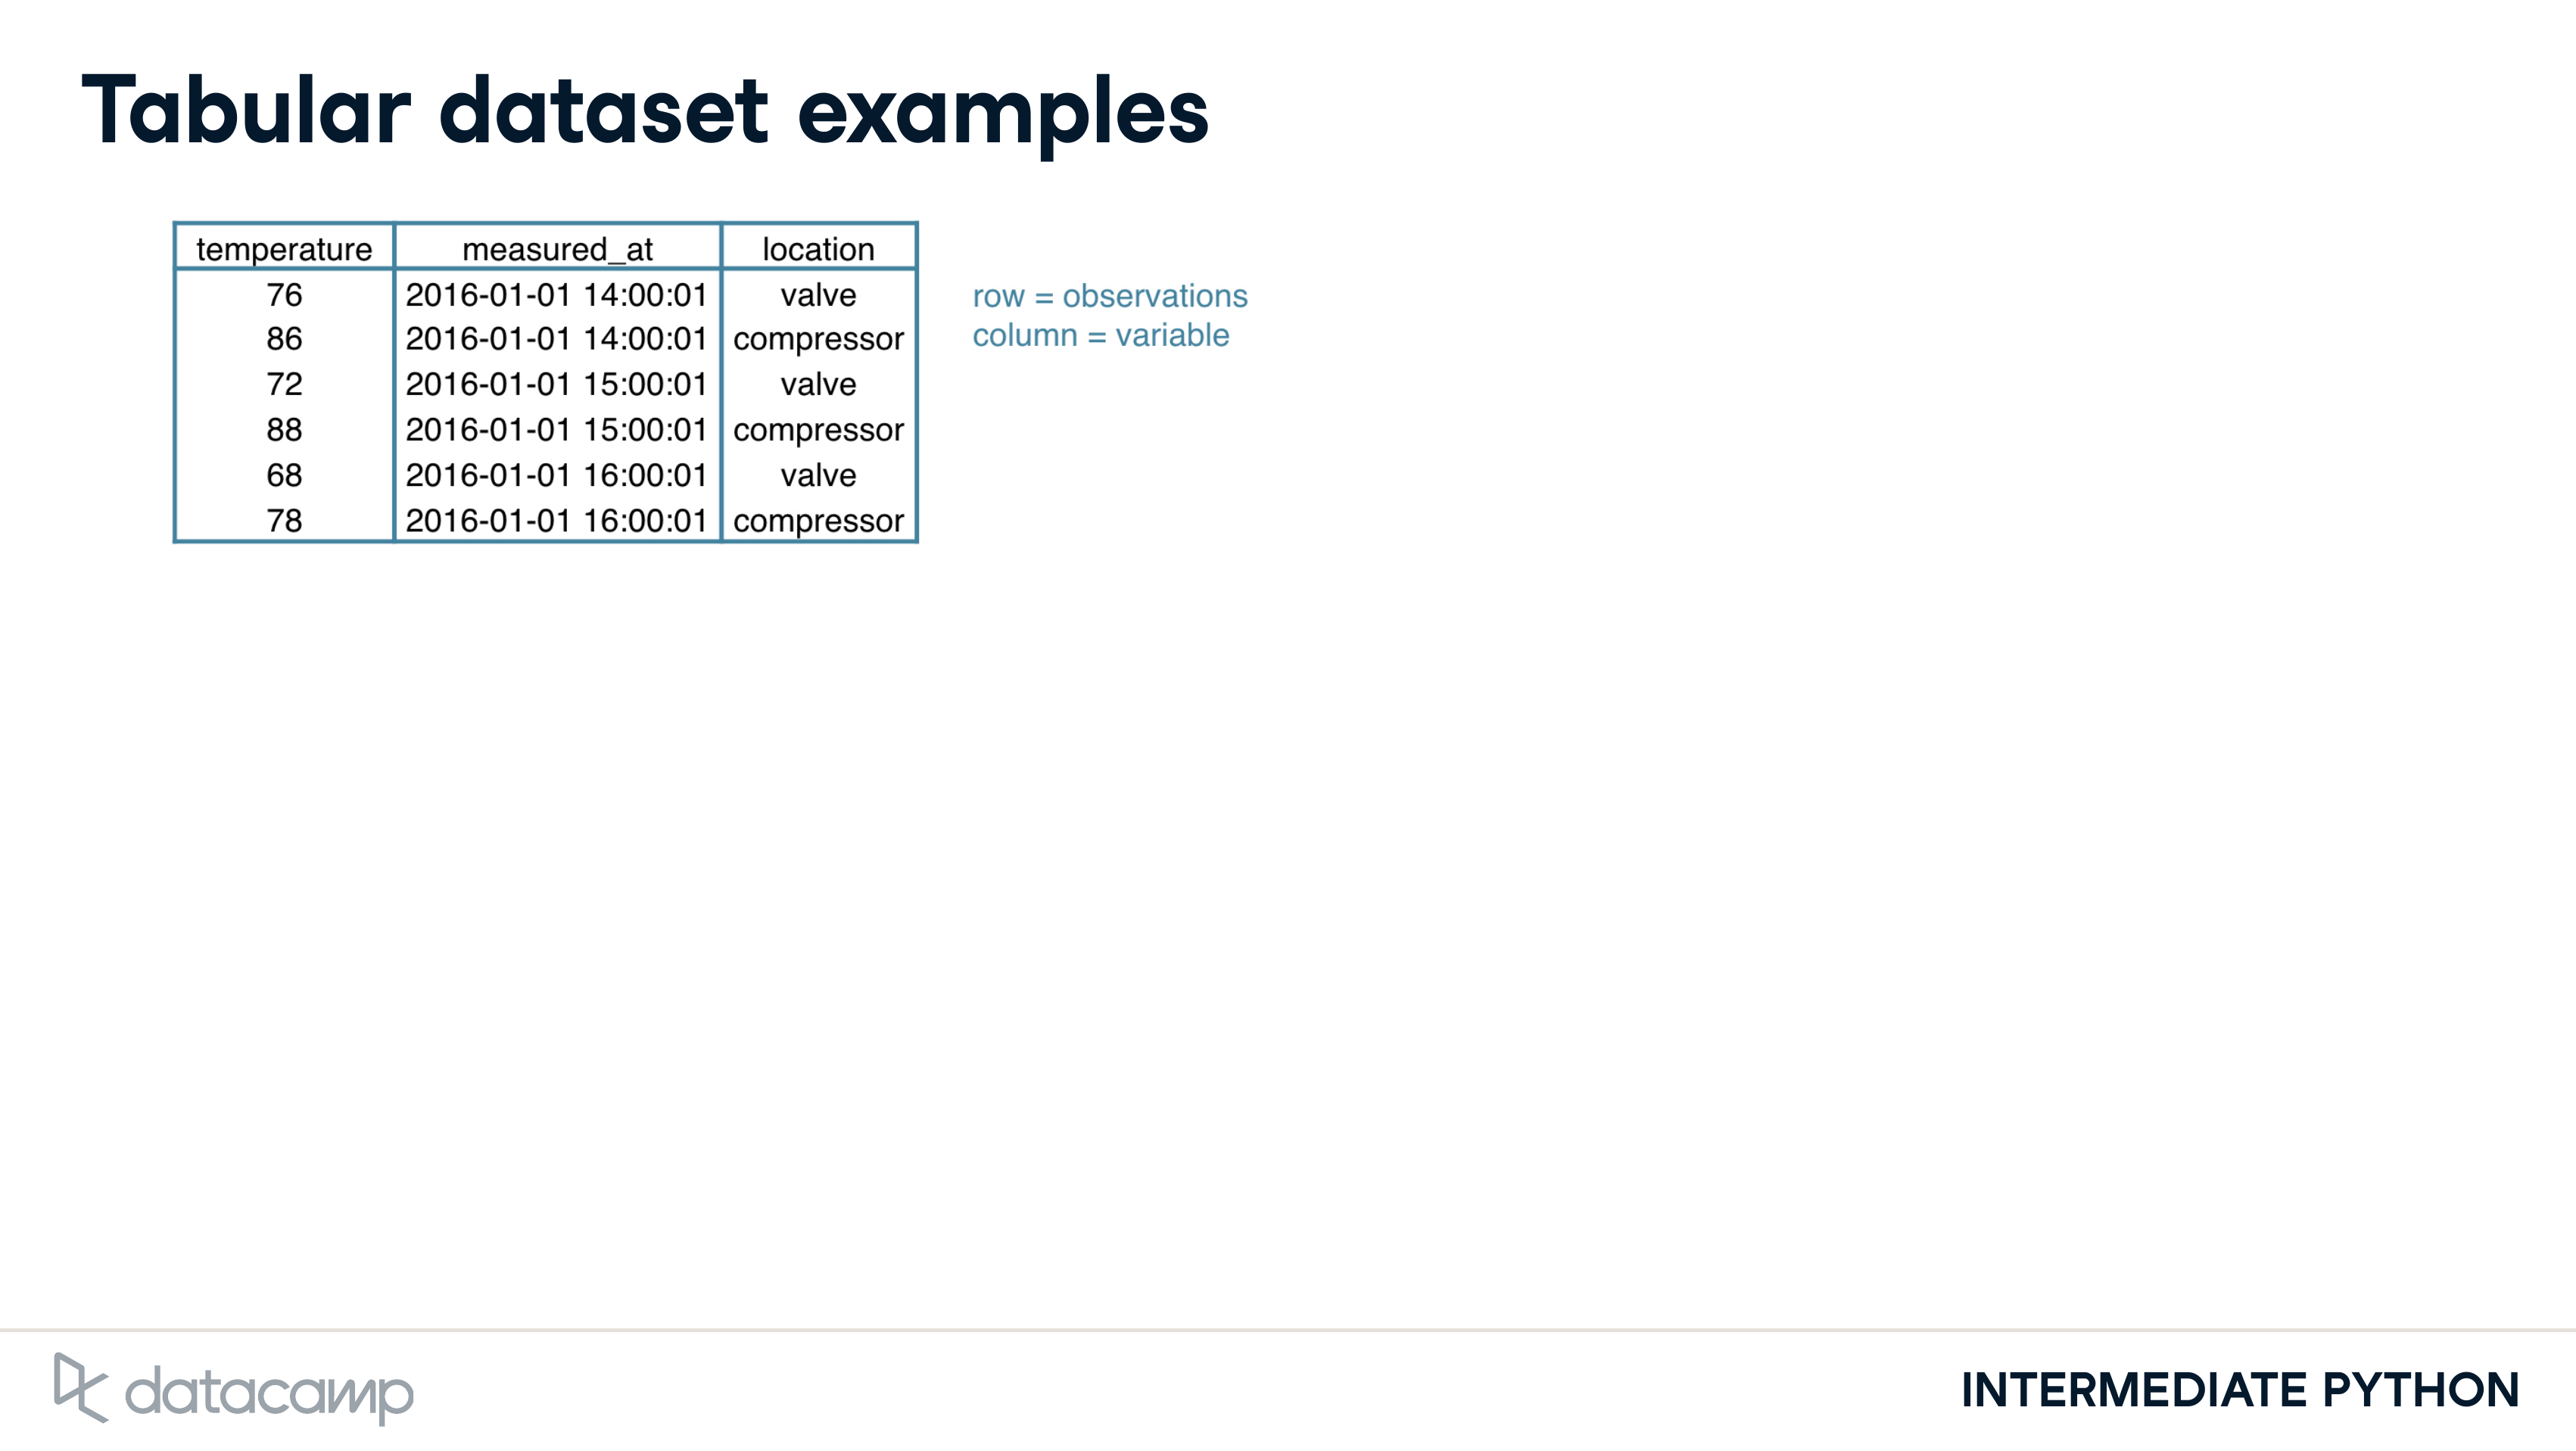 Tabular dataset examples
temperature measured_at location
76 2016-01-01 14:00:01 valve
86 2016-01-01 14:00:01 compressor
72 2016-01-01 15:00:01 valve
88 2016-01-01 15:00:01 compressor
68 2016-01-01 16:00:01 valve
78 2016-01-01 16:00:01 compressor
row = observations
column = variable
datacamp
INTERMEDIATE PYTHON